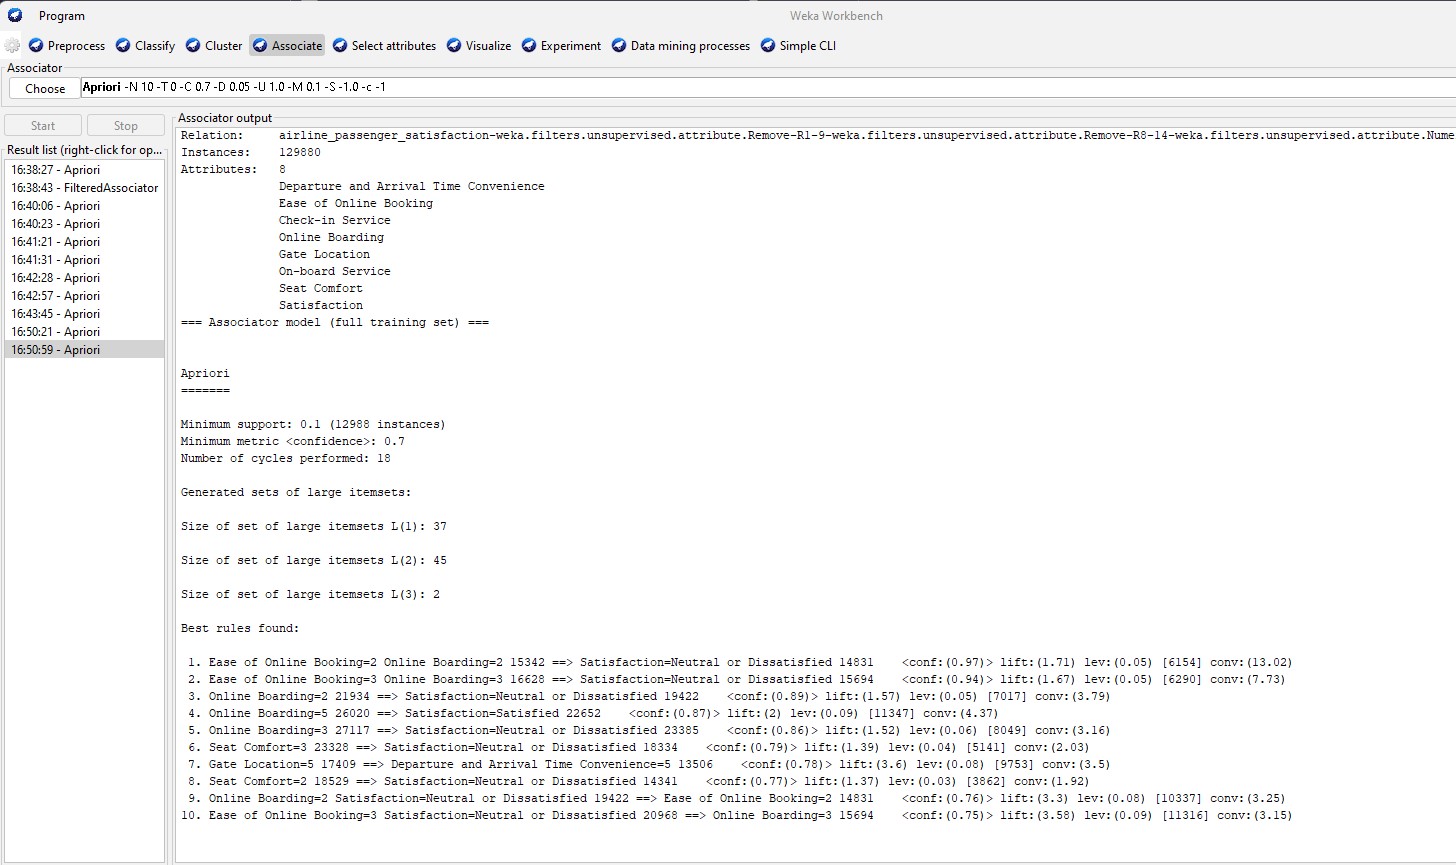 Program
Weka Workbench
Preprocess Classify Cluster Associate Select attributes Visualize Experiment Data mining processes Simple CLI
Associator
Choose Apriori -N 10 -T 0 -C 0.7 -D 0.05 -U 1.0 -M 0.1 -S -1.0 -c -1
Start Stop
Result list (right-click for op...
16:38:27 - Apriori
16:38:43 - FilteredAssociator
16:40:06 - Apriori
16:40:23 - Apriori
16:41:21 - Apriori
16:41:31 - Apriori
16:42:28 - Apriori
16:42:57 - Apriori
16:43:45 - Apriori
16:50:21 - Apriori
16:50:59 - Apriori
Associator output
Relation: airline_passenger_satisfaction-weka.filters.unsupervised.attribute.Remove-R1-9-weka.filters.unsupervised.attribute.Remove-R8-14-weka.filters.unsupervised.attribute.Nume
Instances: 129880
Attributes: 8
Departure and Arrival Time Convenience
Ease of Online Booking
Check-in Service
Online Boarding
Gate Location
On-board Service
Seat Comfort
Satisfaction
=== Associator model (full training set) ===
Apriori
=======
Minimum support: 0.1 (12988 instances)
Minimum metric <confidence>: 0.7
Number of cycles performed: 18
Generated sets of large itemsets:
Size of set of large itemsets L(1): 37
Size of set of large itemsets L(2): 45
Size of set of large itemsets L(3): 2
Best rules found:
1. Ease of Online Booking=2 Online Boarding=2 15342 ==> Satisfaction=Neutral or Dissatisfied 14831 <conf:(0.97)> lift:(1.71) lev:(0.05) [6154] conv:(13.02)
2. Ease of Online Booking=3 Online Boarding=3 16628 ==> Satisfaction=Neutral or Dissatisfied 15694 <conf:(0.94)> lift:(1.67) lev:(0.05) [6290] conv:(7.73)
3. Online Boarding=2 21934 ==> Satisfaction=Neutral or Dissatisfied 19422 <conf:(0.89)> lift:(1.57) lev:(0.05) [7017] conv:(3.79)
4. Online Boarding=5 26020 ==> Satisfaction=Satisfied 22652 <conf:(0.87)> lift:(2) lev:(0.09) [11347] conv:(4.37)
5. Online Boarding=3 27117 ==> Satisfaction=Neutral or Dissatisfied 23385 <conf:(0.86)> lift:(1.52) lev:(0.06) [8049] conv:(3.16)
6. Seat Comfort=3 23328 ==> Satisfaction=Neutral or Dissatisfied 18334 <conf:(0.79)> lift:(1.39) lev:(0.04) [5141] conv:(2.03)
7. Gate Location=5 17409 ==> Departure and Arrival Time Convenience=5 13506 <conf:(0.78)> lift:(3.6) lev:(0.08) [9753] conv:(3.5)
8. Seat Comfort=2 18529 ==> Satisfaction=Neutral or Dissatisfied 14341 <conf:(0.77)> lift:(1.37) lev:(0.03) [3862] conv:(1.92)
9. Online Boarding=2 Satisfaction=Neutral or Dissatisfied 19422 ==> Ease of Online Booking=2 14831 <conf:(0.76)> lift:(3.3) lev:(0.08) [10337] conv:(3.25)
10. Ease of Online Booking=3 Satisfaction=Neutral or Dissatisfied 20968 ==> Online Boarding=3 15694 <conf:(0.75)> lift:(3.58) lev:(0.09) [11316] conv:(3.15)